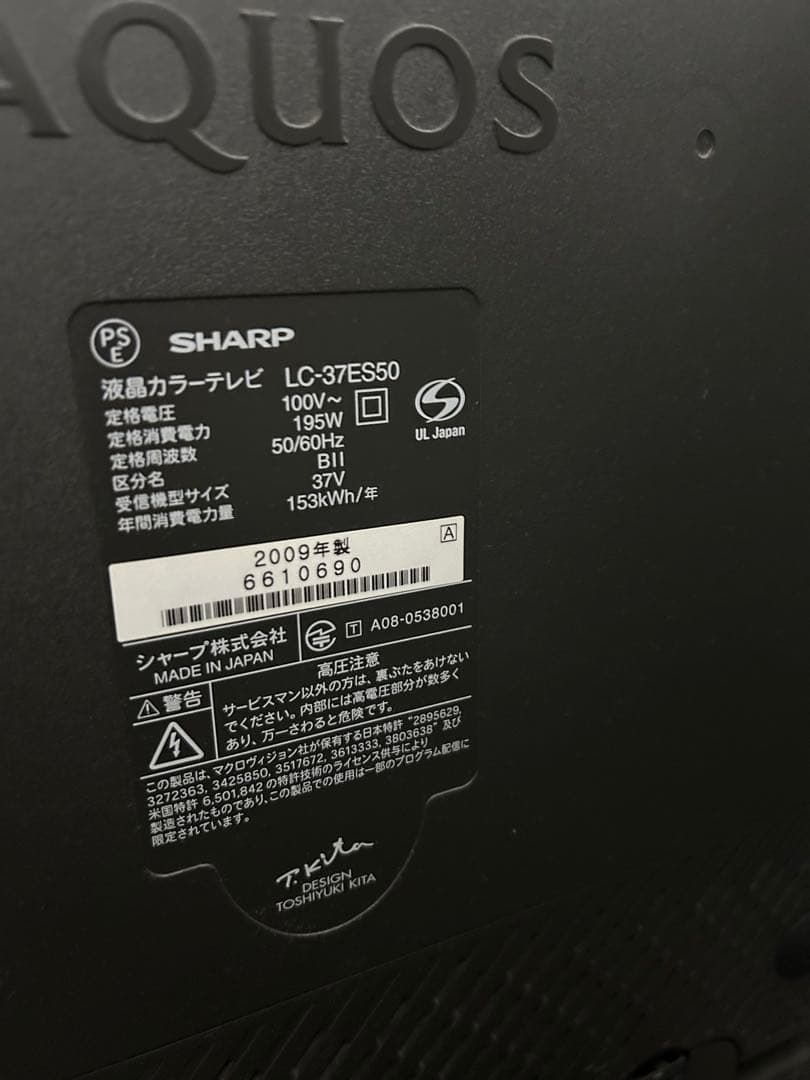 AQUOS
PS
E
SHARP
液晶カラーテレビ LC-37ES50
定格電圧 100V~
定格消費電力 195W
定格周波数 50/60Hz
区分名 BII
受信機型サイズ 37V
年間消費電力量 153kWh/年
S
UL Japan
2009年製
A
6610690
シャープ株式会社
MADE IN JAPAN
T A08-0538001
警告
高圧注意
サービスマン以外の方は、裏ぶたをあけない
でください。内部には高電圧部分が数多く
あり、万一さわると危険です。
この製品は、マクロヴィジョン社が保有する日本特許 "2895629,
3272363, 3425850, 3517672, 3613333, 3803638" 及び
米国特許 6,501,842 の特許技術のライセンス供与により
製造されたものであり、この製品での使用は一部のプログラム配信に
限定されています。
T.Kita
DESIGN
TOSHIYUKI KITA